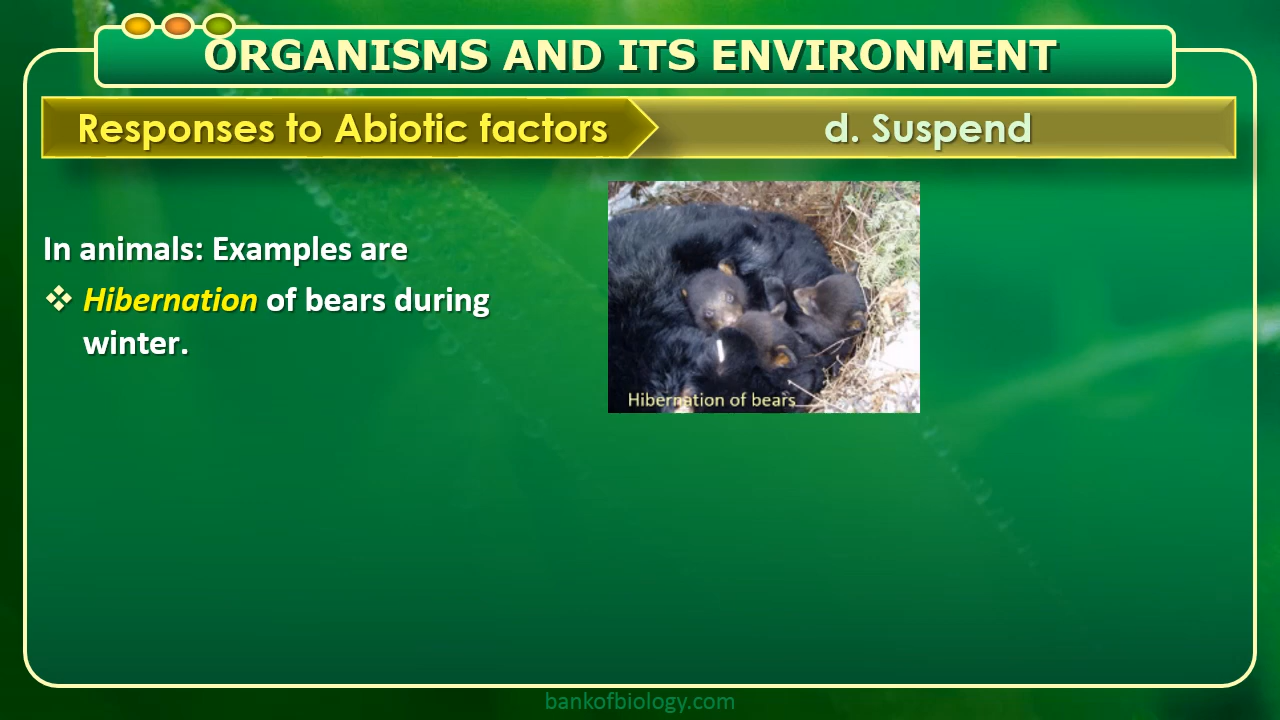 ORGANISMS AND ITS ENVIRONMENT
Responses to Abiotic factors
d. Suspend
In animals: Examples are
❖ Hibernation of bears during
winter.
Hibernation of bears
bankofbiology.com